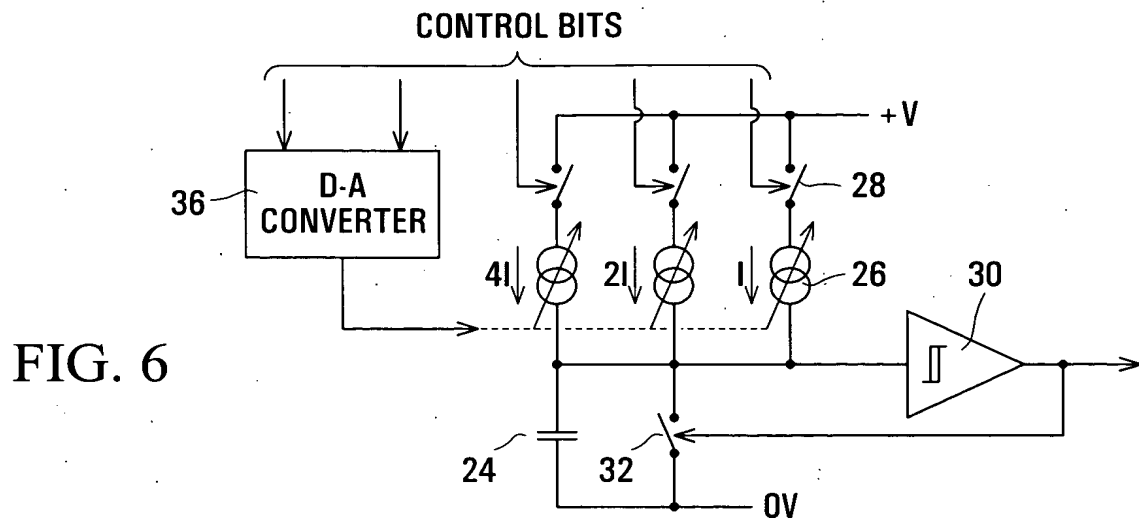 CONTROL BITS
+V
D-A
CONVERTER
36
28
4I
2I
I
26
30
FIG. 6
24
32
0V